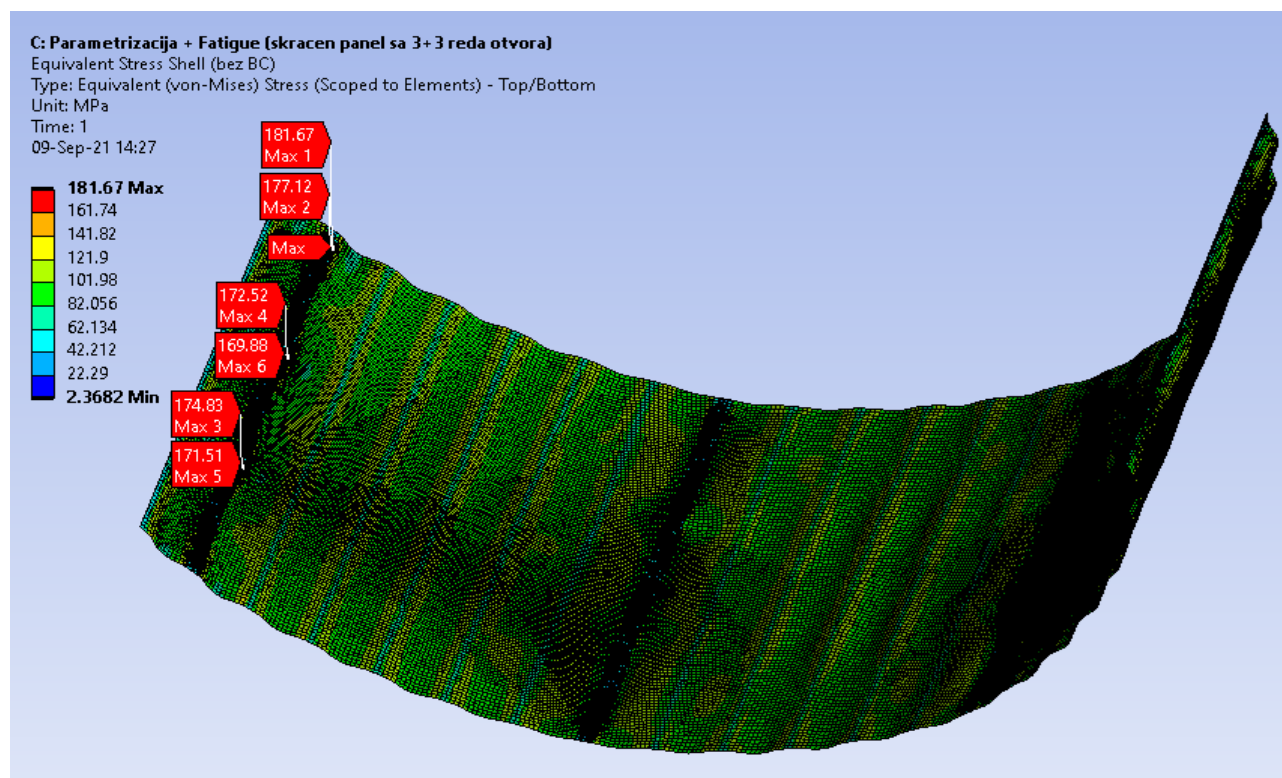 C: Parametrizacija + Fatigue (skracen panel sa 3+3 reda otvora)
Equivalent Stress Shell (bez BC)
Type: Equivalent (von-Mises) Stress (Scoped to Elements) - Top/Bottom
Unit: MPa
Time: 1
09-Sep-21 14:27
181.67 Max
161.74
141.82
121.9
101.98
82.056
62.134
42.212
22.29
2.3682 Min
181.67
Max 1
177.12
Max 2
Max
172.52
Max 4
169.88
Max 6
174.83
Max 3
171.51
Max 5